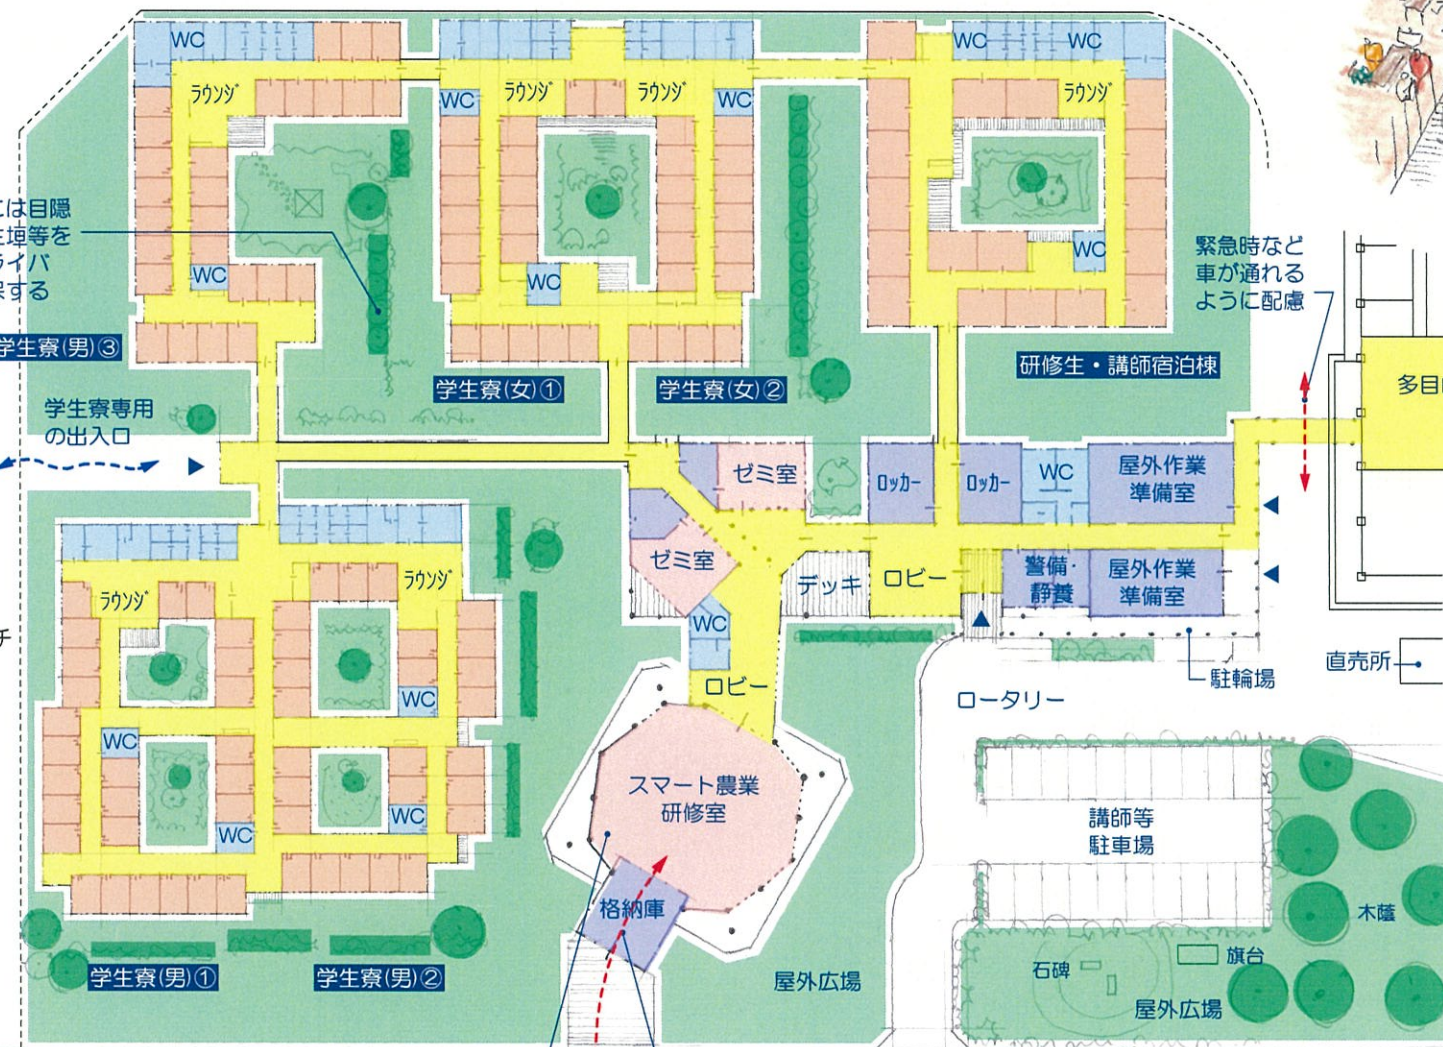 WC
WC
WC
ﾗｳﾝｼﾞ
WC
ﾗｳﾝｼﾞ
ﾗｳﾝｼﾞ
WC
ﾗｳﾝｼﾞ
には目隠
生垣等を
ライバ
保する
WC
WC
WC
緊急時など
車が通れる
ように配慮
学生寮(男)③
学生寮(女)①
学生寮(女)②
研修生・講師宿泊棟
多目
学生寮専用
の出入口
ゼミ室
ﾛｯｶｰ
ﾛｯｶｰ
WC
屋外作業
準備室
ゼミ室
デッキ
ロビー
警備・
静養
屋外作業
準備室
ﾗｳﾝｼﾞ
ﾗｳﾝｼﾞ
チ
WC
WC
ロビー
駐輪場
直売所
ロータリー
WC
スマート農業
研修室
WC
WC
講師等
駐車場
格納庫
木蔭
学生寮(男)①
学生寮(男)②
屋外広場
石碑
旗台
屋外広場